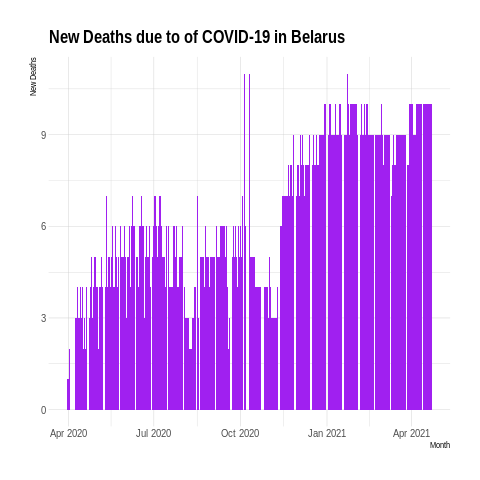 New Deaths due to of COVID-19 in Belarus
New Deaths
9
6
3
0
Apr 2020 Jul 2020 Oct 2020 Jan 2021 Apr 2021
Month